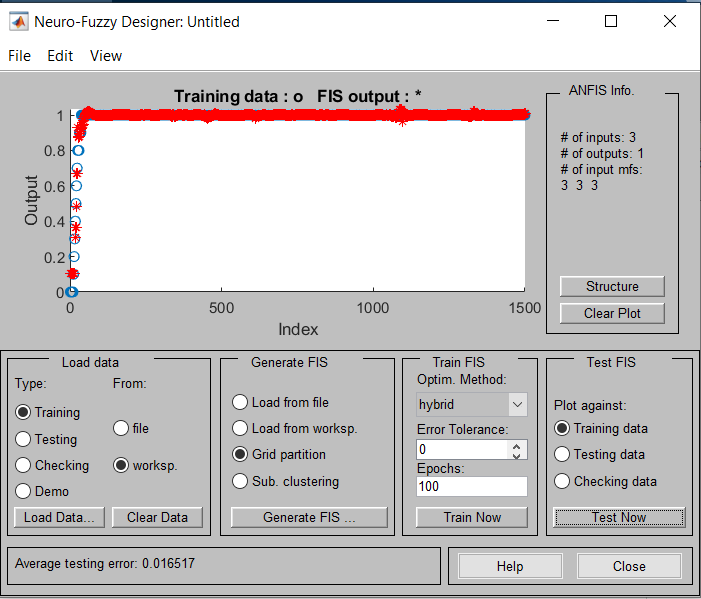 Neuro-Fuzzy Designer: Untitled
File Edit View
Training data : o FIS output : *
1
0.8
0.6
0.4
0.2
0
Output
0 500 1000 1500
Index
ANFIS Info.
# of inputs: 3
# of outputs: 1
# of input mfs:
3 3 3
Structure
Clear Plot
Load data
Type: From:
Training
Testing
Checking
Demo
file
worksp.
Load Data... Clear Data
Generate FIS
Load from file
Load from worksp.
Grid partition
Sub. clustering
Generate FIS ...
Train FIS
Optim. Method:
hybrid
Error Tolerance:
0
Epochs:
100
Train Now
Test FIS
Plot against:
Training data
Testing data
Checking data
Test Now
Average testing error: 0.016517
Help Close